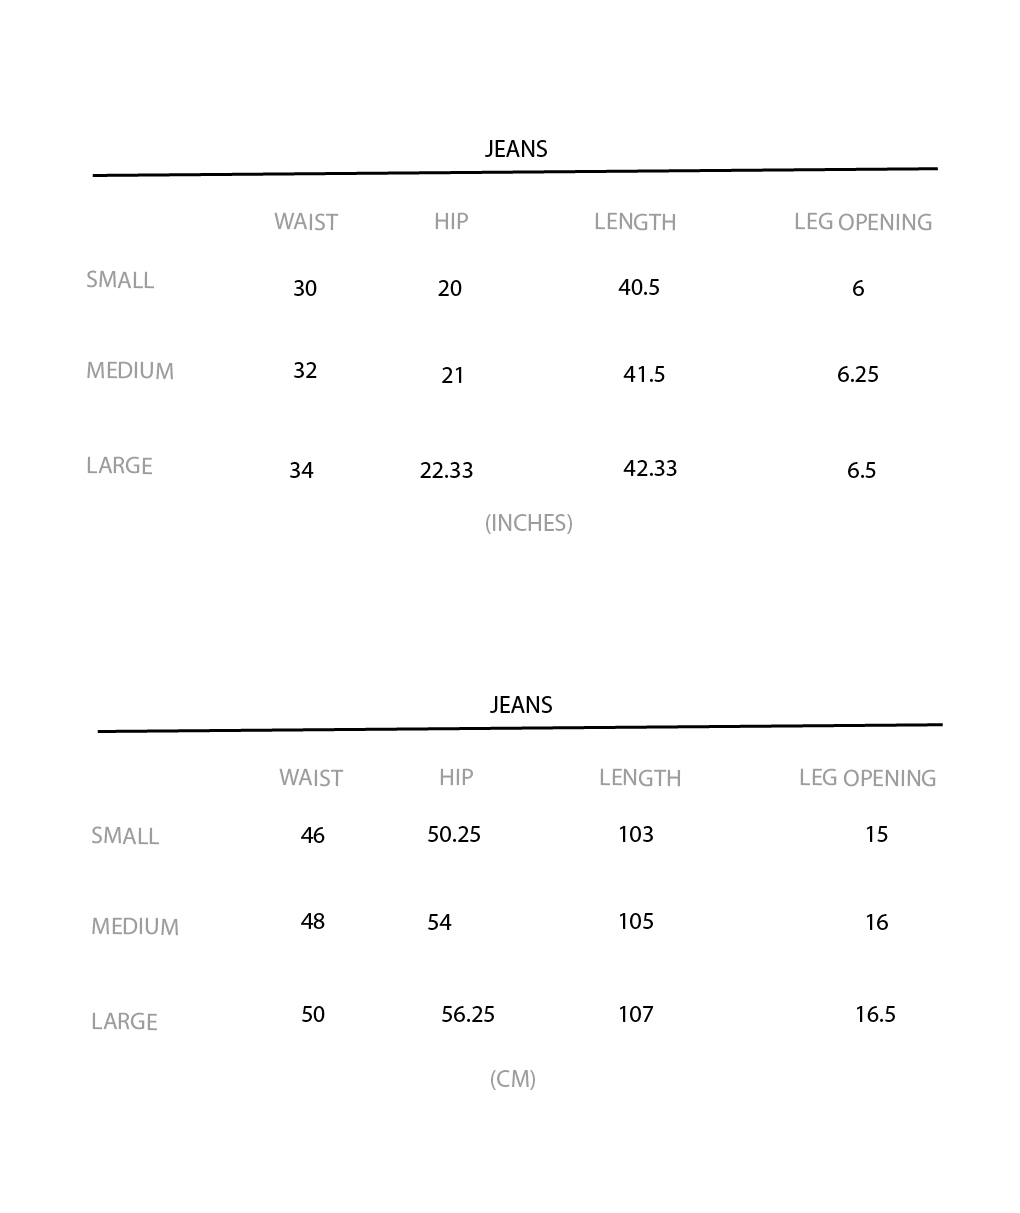 JEANS
WAIST HIP LENGTH LEG OPENING
SMALL 30 20 40.5 6
MEDIUM 32 21 41.5 6.25
LARGE 34 22.33 42.33 6.5
(INCHES)
JEANS
WAIST HIP LENGTH LEG OPENING
SMALL 46 50.25 103 15
MEDIUM 48 54 105 16
LARGE 50 56.25 107 16.5
(CM)